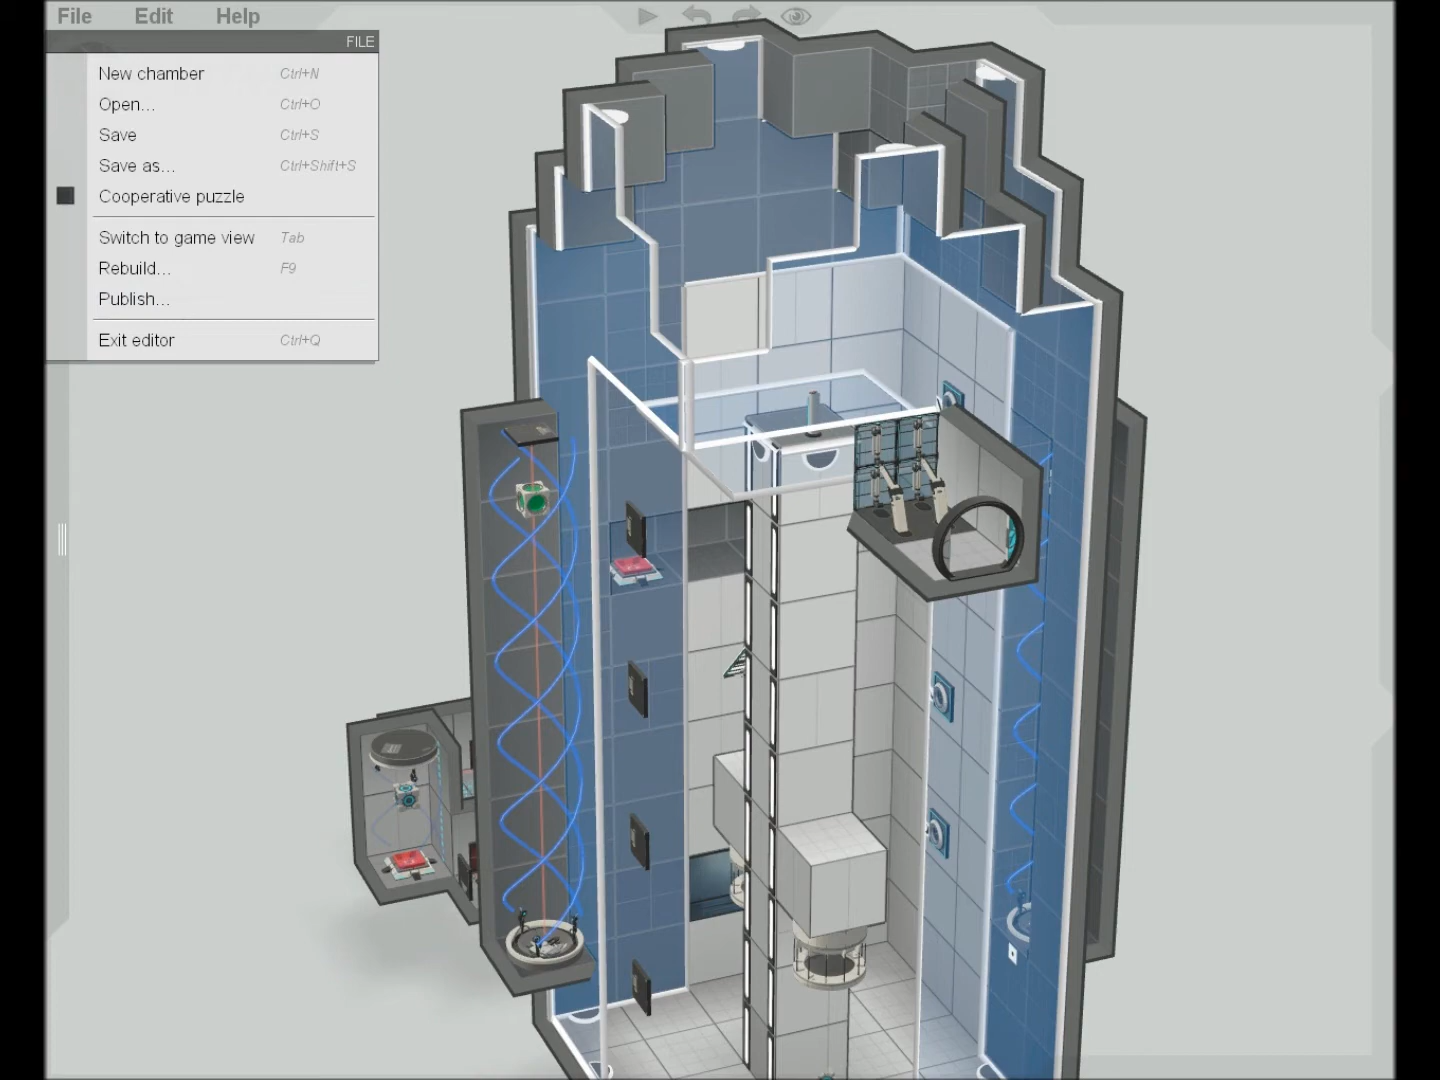 File Edit Help
FILE
New chamber Ctrl+N
Open... Ctrl+O
Save Ctrl+S
Save as... Ctrl+Shift+S
Cooperative puzzle
Switch to game view Tab
Rebuild... F9
Publish...
Exit editor Ctrl+Q